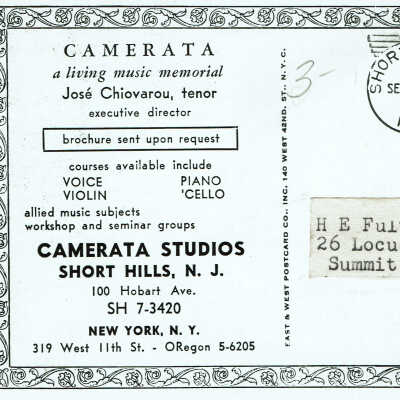 CAMERATA
a living music memorial
José Chiovarou, tenor
executive director
brochure sent upon request
courses available include
VOICE PIANO
VIOLIN 'CELLO
allied music subjects
workshop and seminar groups
CAMERATA STUDIOS
SHORT HILLS, N. J.
100 Hobart Ave.
SH 7-3420
NEW YORK, N. Y.
319 West 11th St. - ORegon 5-6205
EAST & WEST POSTCARD CO., INC. 140 WEST 42ND. ST., N.Y.C.
3-
SHOR
SE
H E Ful
26 Locu
Summit